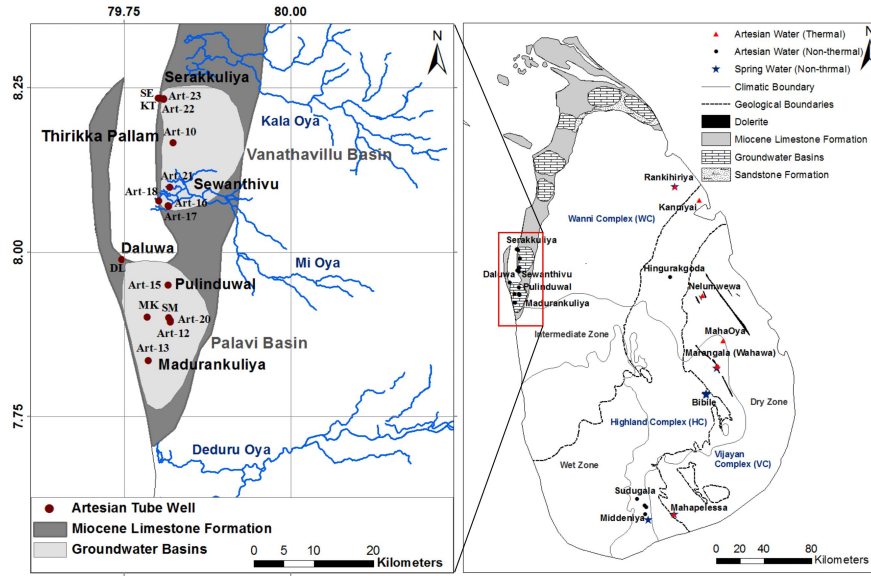 79.75
80.00
N
8.25
8.00
7.75
SE
KT
Serakkuliya
Art-23
Art-22
Kala Oya
Thirikka Pallam
Art-10
Vanathavillu Basin
Art-21
Art-18
Sewanthivu
Art-16
Art-17
Daluwa
DL
Mi Oya
Art-15
Pulinduwal
MK
SM
Art-20
Art-12
Palavi Basin
Art-13
Madurankuliya
Deduru Oya
Artesian Tube Well
Miocene Limestone Formation
Groundwater Basins
0 5 10 20
Kilometers
Artesian Water (Thermal)
Artesian Water (Non-thermal)
Spring Water (Non-thrmal)
Climatic Boundary
Geological Boundaries
Dolerite
Miocene Limestone Formation
Groundwater Basins
Sandstone Formation
N
Rankihiriya
Kanniyai
Wanni Complex (WC)
Serakkuliya
Daluwa
Sewanthivu
Pulinduwal
Madurankuliya
Hingurakgoda
Nelumwewa
Intermediate Zone
MahaOya
Marangala (Wahawa)
Bibile
Dry Zone
Highland Complex (HC)
Wet Zone
Vijayan
Complex (VC)
Sudugala
Middeniya
Mahapelessa
0 20 40 80
Kilometers